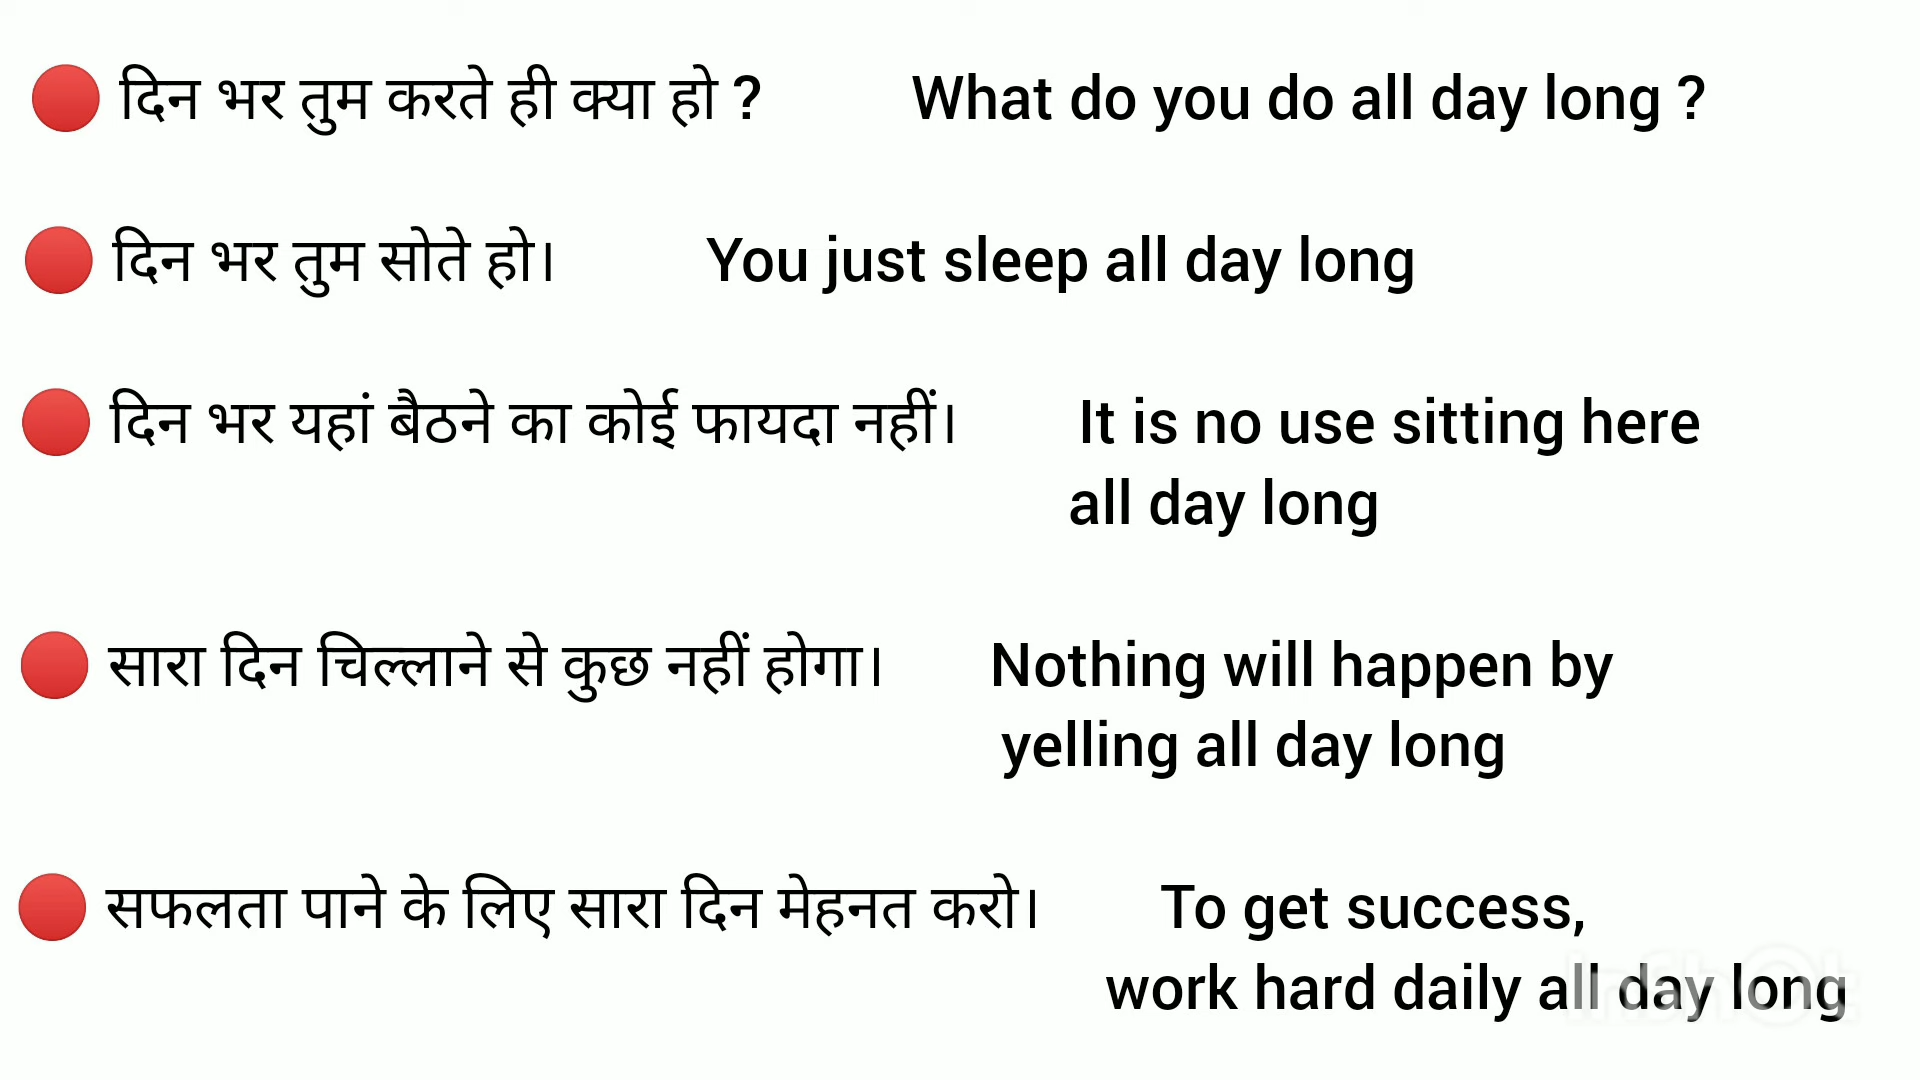 दिन भर तुम करते ही क्या हो ? What do you do all day long ?
दिन भर तुम सोते हो। You just sleep all day long
दिन भर यहां बैठने का कोई फायदा नहीं। It is no use sitting here
all day long
सारा दिन चिल्लाने से कुछ नहीं होगा। Nothing will happen by
yelling all day long
सफलता पाने के लिए सारा दिन मेहनत करो। To get success,
work hard daily all day long
InShOt